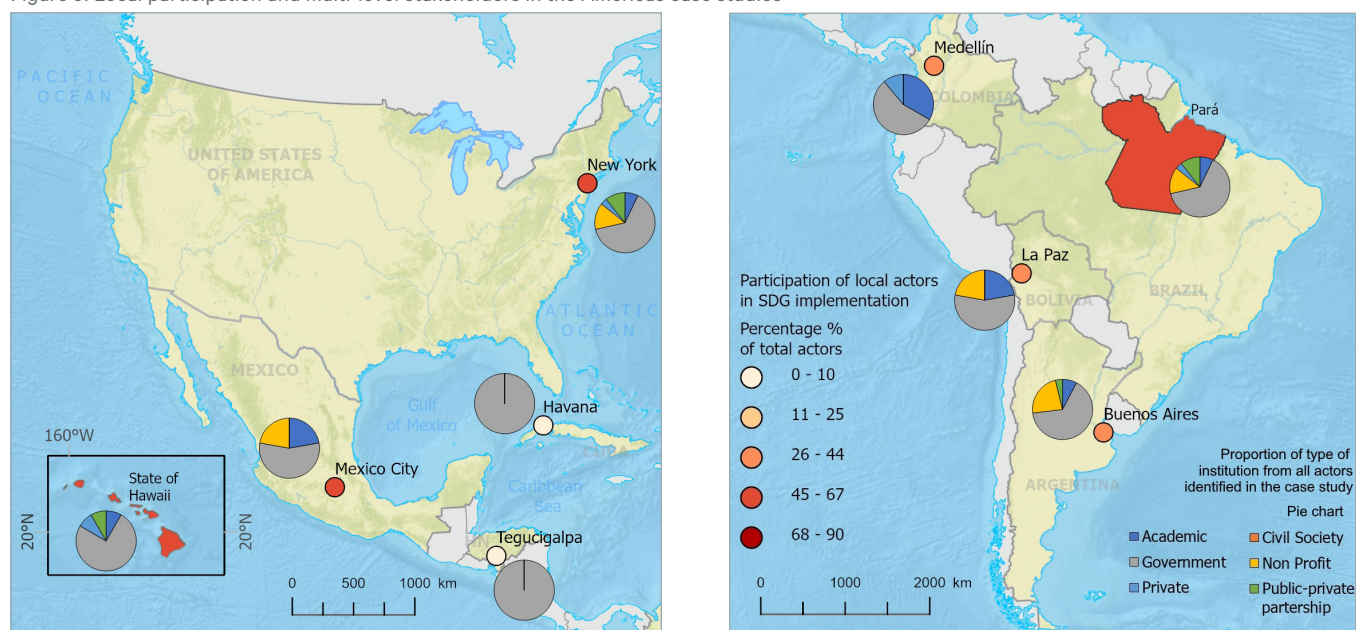 PACIFIC
OCEAN
UNITED STATES
OF AMERICA
New York
ATLANTIC
OCEAN
MEXICO
Gulf
of Mexico
Havana
CUBA
Mexico City
Caribbean
Sea
Tegucigalpa
160°W
20°N
State of
Hawaii
20°N
0 500 1000 km
Medellín
COLOMBIA
Pará
La Paz
BOLIVIA
BRAZIL
Buenos Aires
ARGENTINA
Participation of local actors
in SDG implementation
Percentage %
of total actors
0 - 10
11 - 25
26 - 44
45 - 67
68 - 90
0 1000 2000 km
Proportion of type of
institution from all actors
identified in the case study
Pie chart
Academic
Civil Society
Government
Non Profit
Private
Public-private
partership